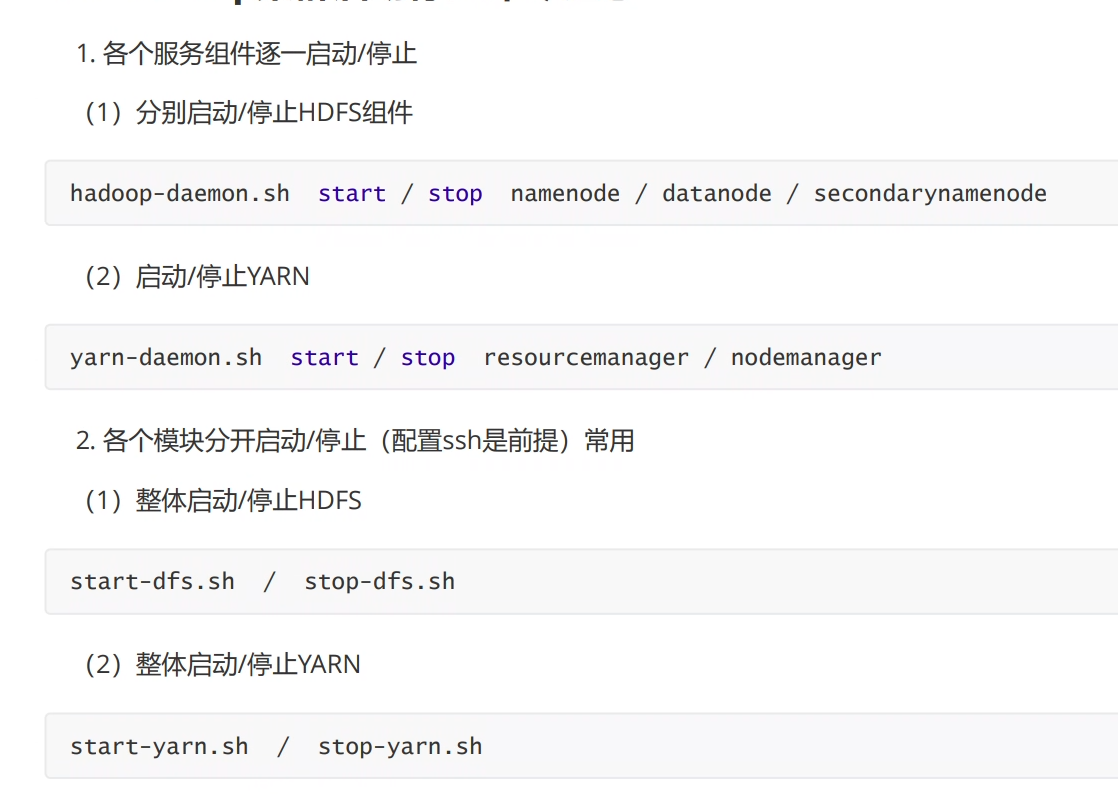 1. 各个服务组件逐一启动/停止
（1）分别启动/停止HDFS组件
hadoop-daemon.sh  start / stop  namenode / datanode / secondarynamenode
（2）启动/停止YARN
yarn-daemon.sh  start / stop  resourcemanager / nodemanager
2. 各个模块分开启动/停止（配置ssh是前提）常用
（1）整体启动/停止HDFS
start-dfs.sh  /  stop-dfs.sh
（2）整体启动/停止YARN
start-yarn.sh  /  stop-yarn.sh